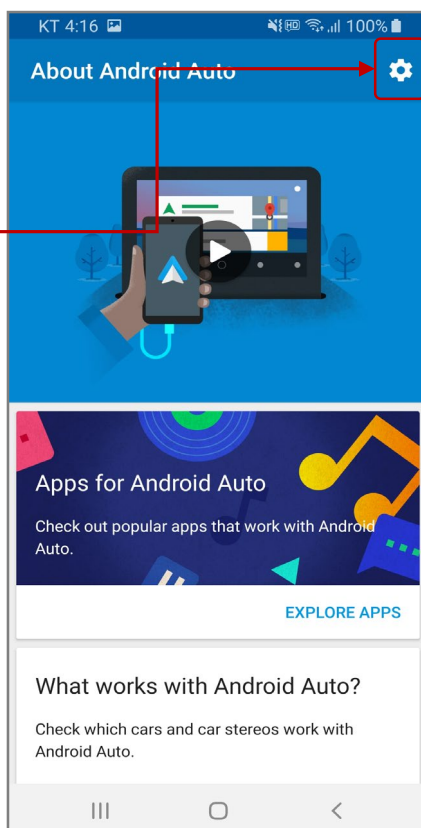 KT 4:16 HD 100%
About Android Auto
Apps for Android Auto
Check out popular apps that work with Android
Auto.
EXPLORE APPS
What works with Android Auto?
Check which cars and car stereos work with
Android Auto.